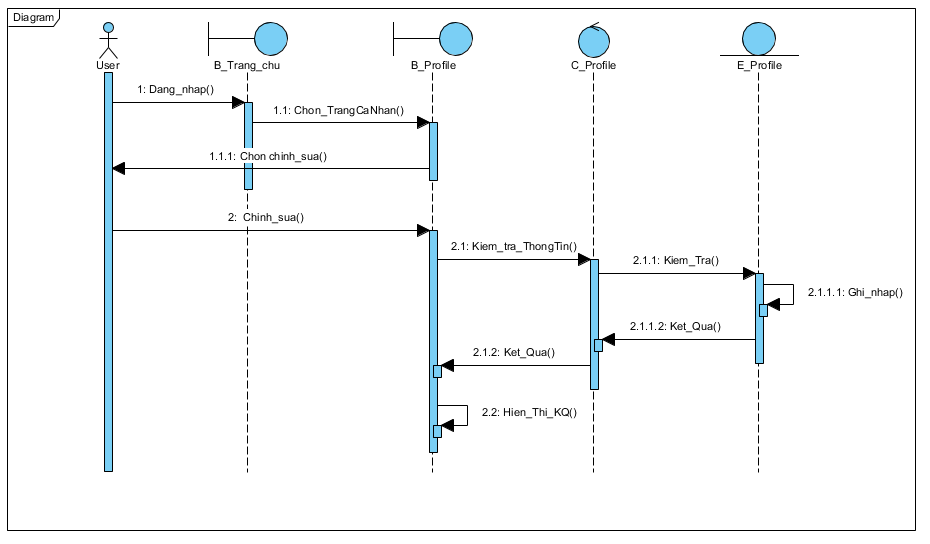 Diagram
User
B_Trang_chu
B_Profile
C_Profile
E_Profile
1: Dang_nhap()
1.1: Chon_TrangCaNhan()
1.1.1: Chon chinh_sua()
2: Chinh_sua()
2.1: Kiem_tra_ThongTin()
2.1.1: Kiem_Tra()
2.1.1.1: Ghi_nhap()
2.1.1.2: Ket_Qua()
2.1.2: Ket_Qua()
2.2: Hien_Thi_KQ()